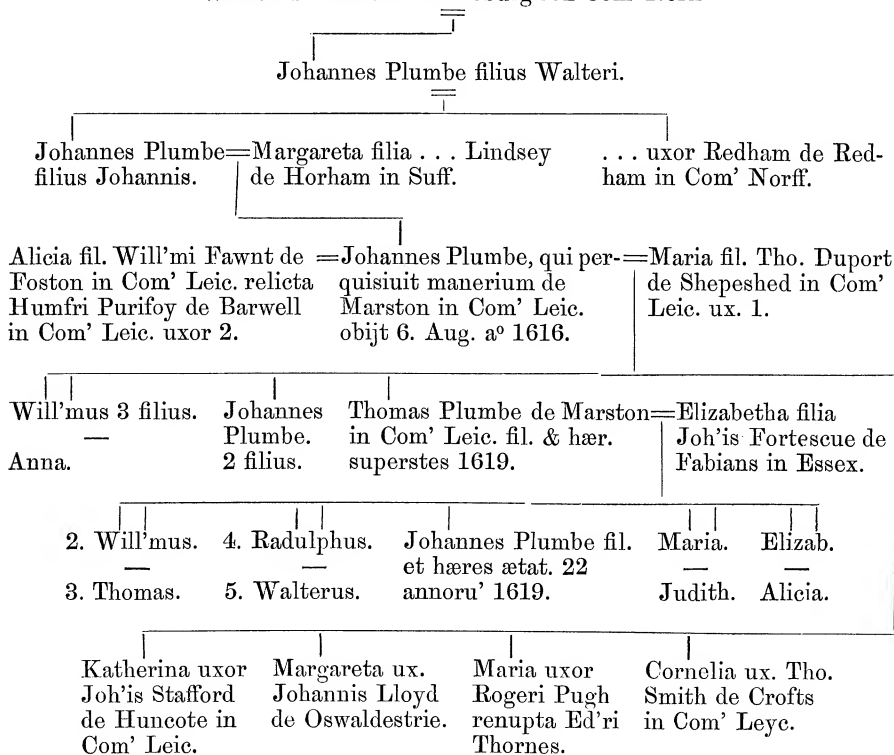 Johannes Plumbe filius Walteri.
Johannes Plumbe=Margareta filia . . . Lindsey
filius Johannis. de Horham in Suff.
. . . uxor Redham de Red-
ham in Com' Norff.
Alicia fil. Will'mi Fawnt de
Foston in Com' Leic. relicta
Humfri Purifoy de Barwell
in Com' Leic. uxor 2.
=Johannes Plumbe, qui per-
quisiuit manerium de
Marston in Com' Leic.
obijt 6. Aug. aº 1616.
=Maria fil. Tho. Duport
de Shepeshed in Com'
Leic. ux. 1.
Will'mus 3 filius.
—
Anna.
Johannes
Plumbe.
2 filius.
Thomas Plumbe de Marston
in Com' Leic. fil. & hær.
superstes 1619.
=Elizabetha filia
Joh'is Fortescue de
Fabians in Essex.
2. Will'mus.
—
3. Thomas.
4. Radulphus.
—
5. Walterus.
Johannes Plumbe fil.
et hæres ætat. 22
annoru' 1619.
Maria.
—
Judith.
Elizab.
—
Alicia.
Katherina uxor
Joh'is Stafford
de Huncote in
Com' Leic.
Margareta ux.
Johannis Lloyd
de Oswaldestrie.
Maria uxor
Rogeri Pugh
renupta Ed'ri
Thornes.
Cornelia ux. Tho.
Smith de Crofts
in Com' Leyc.